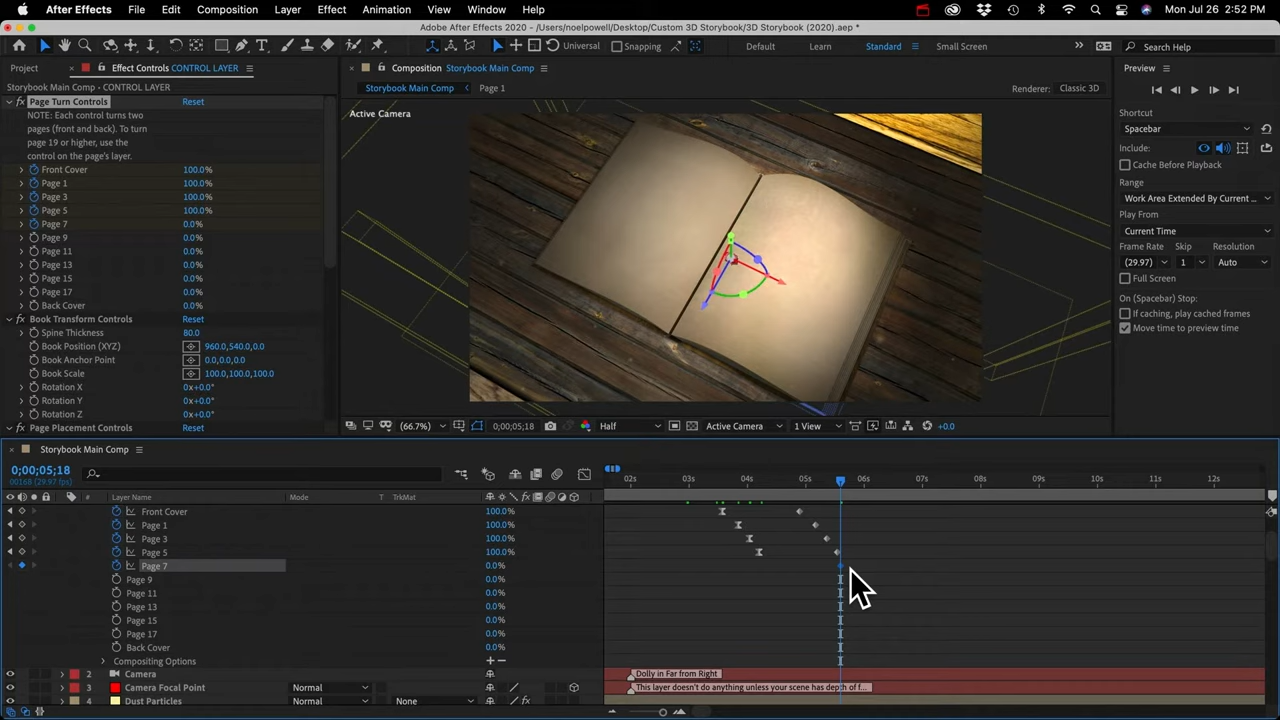 After Effects File Edit Composition Layer Effect Animation View Window Help Mon Jul 26 2:52 PM
Adobe After Effects 2020 - /Users/noelpowell/Desktop/Custom 3D Storybook/3D Storybook (2020).aep *
Universal Snapping Default Learn Standard Small Screen Search Help
Project Effect Controls CONTROL LAYER Composition Storybook Main Comp Preview
Storybook Main Comp • CONTROL LAYER Storybook Main Comp Page 1 Renderer: Classic 3D
Page Turn Controls Reset
NOTE: Each control turns two
pages (front and back). To turn
page 19 or higher, use the
control on the page's layer.
Front Cover 100.0%
Page 1 100.0%
Page 3 100.0%
Page 5 100.0%
Page 7 0.0%
Page 9 0.0%
Page 11 0.0%
Page 13 0.0%
Page 15 0.0%
Page 17 0.0%
Back Cover 0.0%
Book Transform Controls Reset
Spine Thickness 80.0
Book Position (XYZ) 960.0,540.0,0.0
Book Anchor Point 0.0,0.0,0.0
Book Scale 100.0,100.0,100.0
Rotation X 0x+0.0°
Rotation Y 0x+0.0°
Rotation Z 0x+0.0°
Page Placement Controls Reset
Active Camera
(66.7%) 0;00;05;18 Half Active Camera 1 View +0.0
Shortcut
Spacebar
Include:
Cache Before Playback
Range
Work Area Extended By Current ...
Play From
Current Time
Frame Rate Skip Resolution
(29.97) 1 Auto
Full Screen
On (Spacebar) Stop:
If caching, play cached frames
Move time to preview time
Storybook Main Comp
0;00;05;18
00168 (29.97 fps)
02s 03s 04s 05s 06s 07s 08s 09s 10s 11s 12s
# Layer Name Mode T TrkMat
Front Cover 100.0%
Page 1 100.0%
Page 3 100.0%
Page 5 100.0%
Page 7 0.0%
Page 9 0.0%
Page 11 0.0%
Page 13 0.0%
Page 15 0.0%
Page 17 0.0%
Back Cover 0.0%
Compositing Options + −
2 Camera Dolly in Far from Right
3 Camera Focal Point Normal This layer doesn't do anything unless your scene has depth of f...
4 Dust Particles Normal None